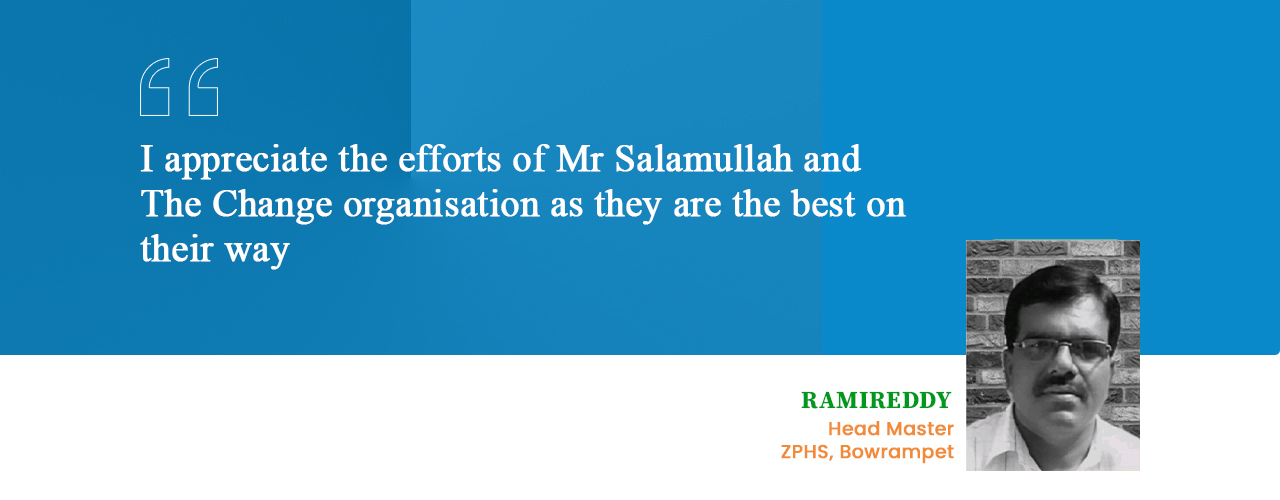 I appreciate the efforts of Mr Salamullah and
The Change organisation as they are the best on
their way
RAMIREDDY
Head Master
ZPHS, Bowrampet